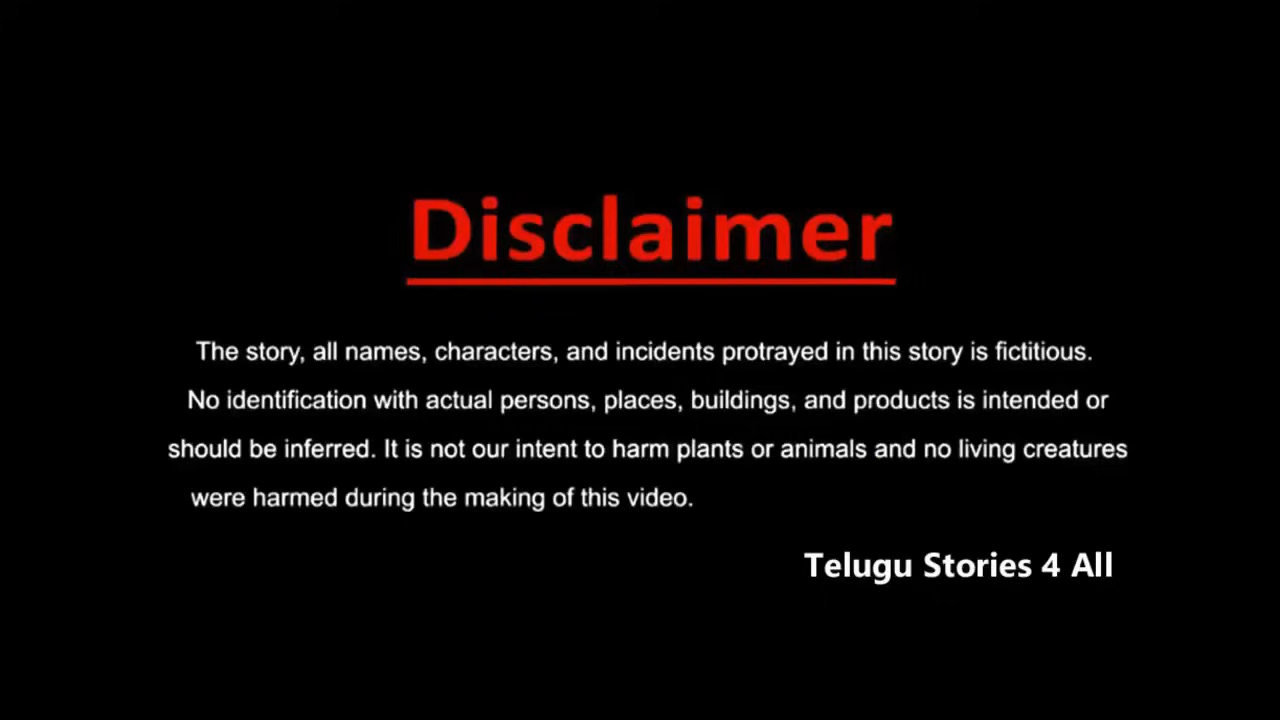 Disclaimer
The story, all names, characters, and incidents protrayed in this story is fictitious.
No identification with actual persons, places, buildings, and products is intended or
should be inferred. It is not our intent to harm plants or animals and no living creatures
were harmed during the making of this video.
Telugu Stories 4 All